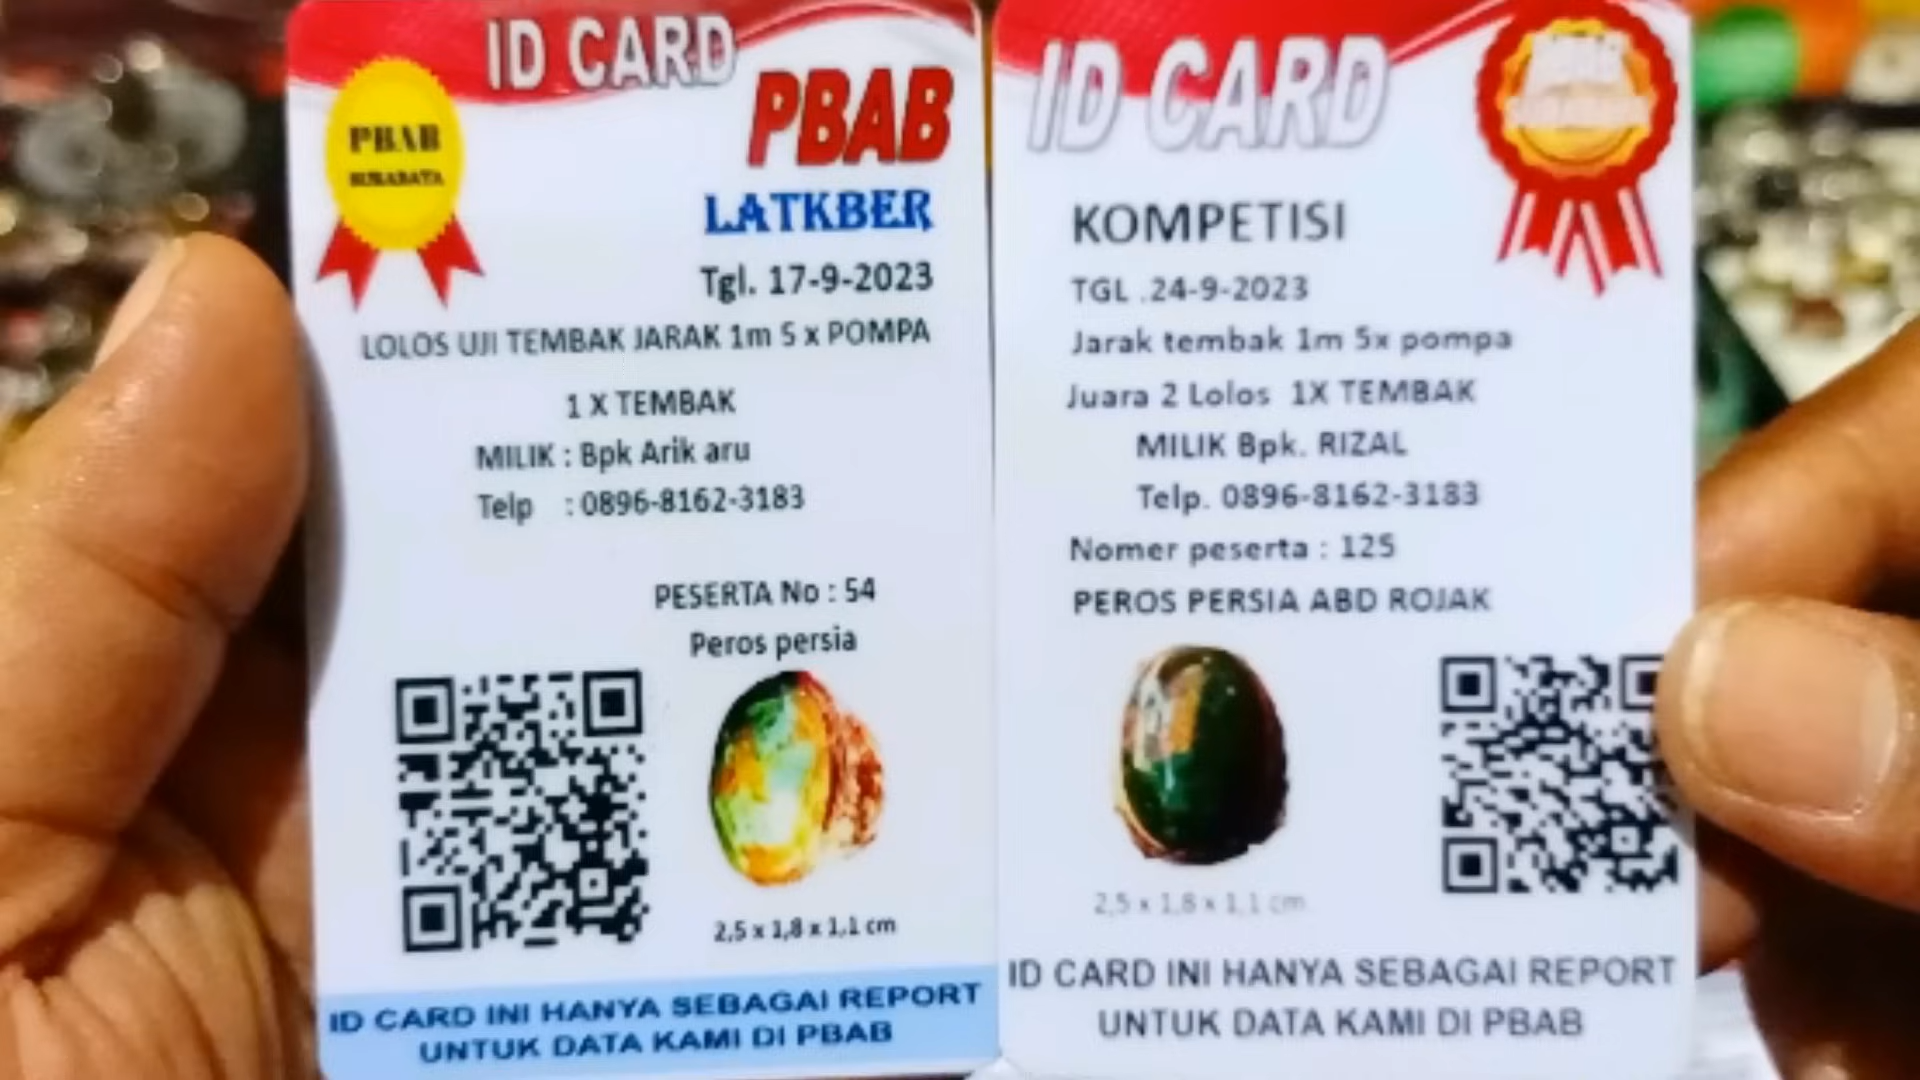 ID CARD
PBAB
PBAB
SURABAYA
LATKBER
Tgl. 17-9-2023
LOLOS UJI TEMBAK JARAK 1m 5 x POMPA
1 X TEMBAK
MILIK : Bpk Arik aru
Telp : 0896-8162-3183
PESERTA No : 54
Peros persia
2,5 x 1,8 x 1,1 cm
ID CARD INI HANYA SEBAGAI REPORT
UNTUK DATA KAMI DI PBAB
ID CARD
KOMPETISI
TGL .24-9-2023
Jarak tembak 1m 5x pompa
Juara 2 Lolos 1X TEMBAK
MILIK Bpk. RIZAL
Telp. 0896-8162-3183
Nomer peserta : 125
PEROS PERSIA ABD ROJAK
2,5 x 1,8 x 1,1 cm
ID CARD INI HANYA SEBAGAI REPORT
UNTUK DATA KAMI DI PBAB